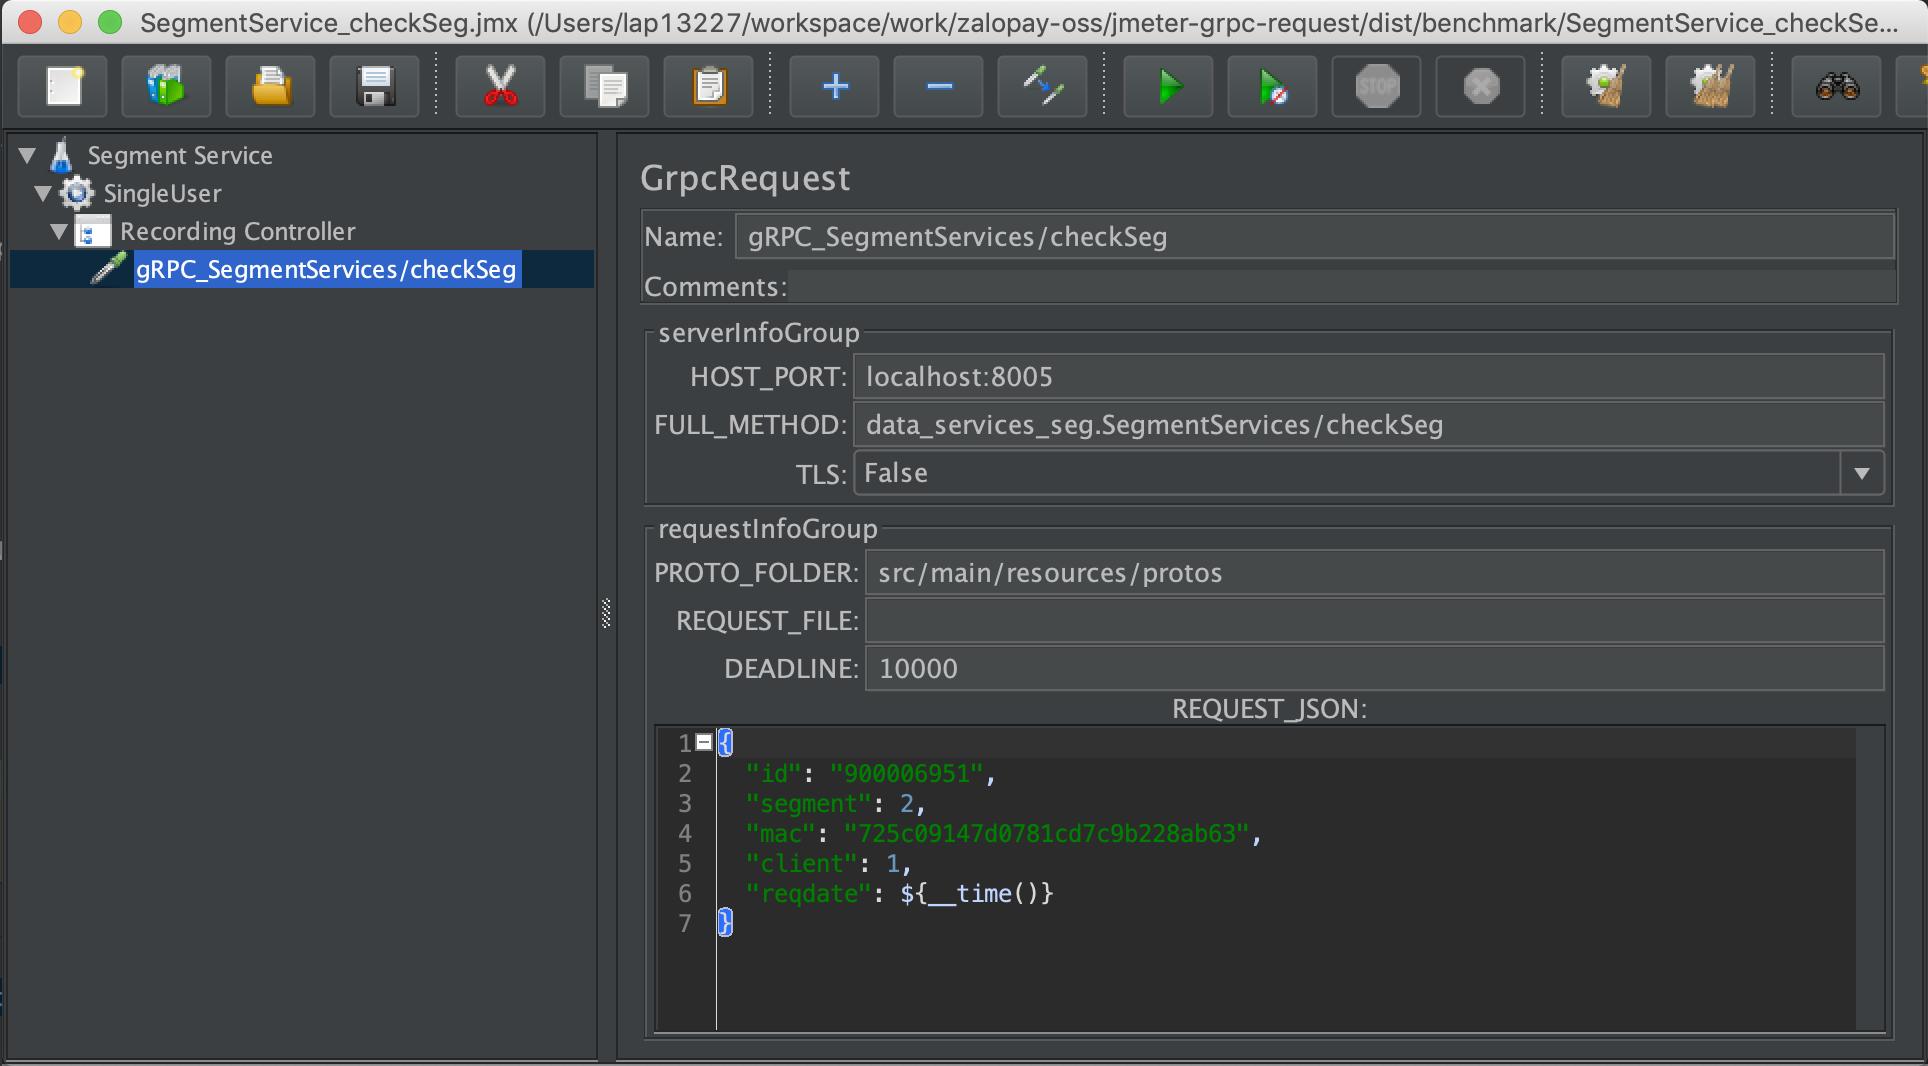 SegmentService_checkSeg.jmx (/Users/lap13227/workspace/work/zalopay-oss/jmeter-grpc-request/dist/benchmark/SegmentService_checkSe...
STOP
Segment Service
SingleUser
Recording Controller
gRPC_SegmentServices/checkSeg
GrpcRequest
Name: gRPC_SegmentServices/checkSeg
Comments:
serverInfoGroup
HOST_PORT: localhost:8005
FULL_METHOD: data_services_seg.SegmentServices/checkSeg
TLS: False
requestInfoGroup
PROTO_FOLDER: src/main/resources/protos
REQUEST_FILE:
DEADLINE: 10000
REQUEST_JSON:
1 {
2 "id": "900006951",
3 "segment": 2,
4 "mac": "725c09147d0781cd7c9b228ab63",
5 "client": 1,
6 "reqdate": ${__time()}
7 }